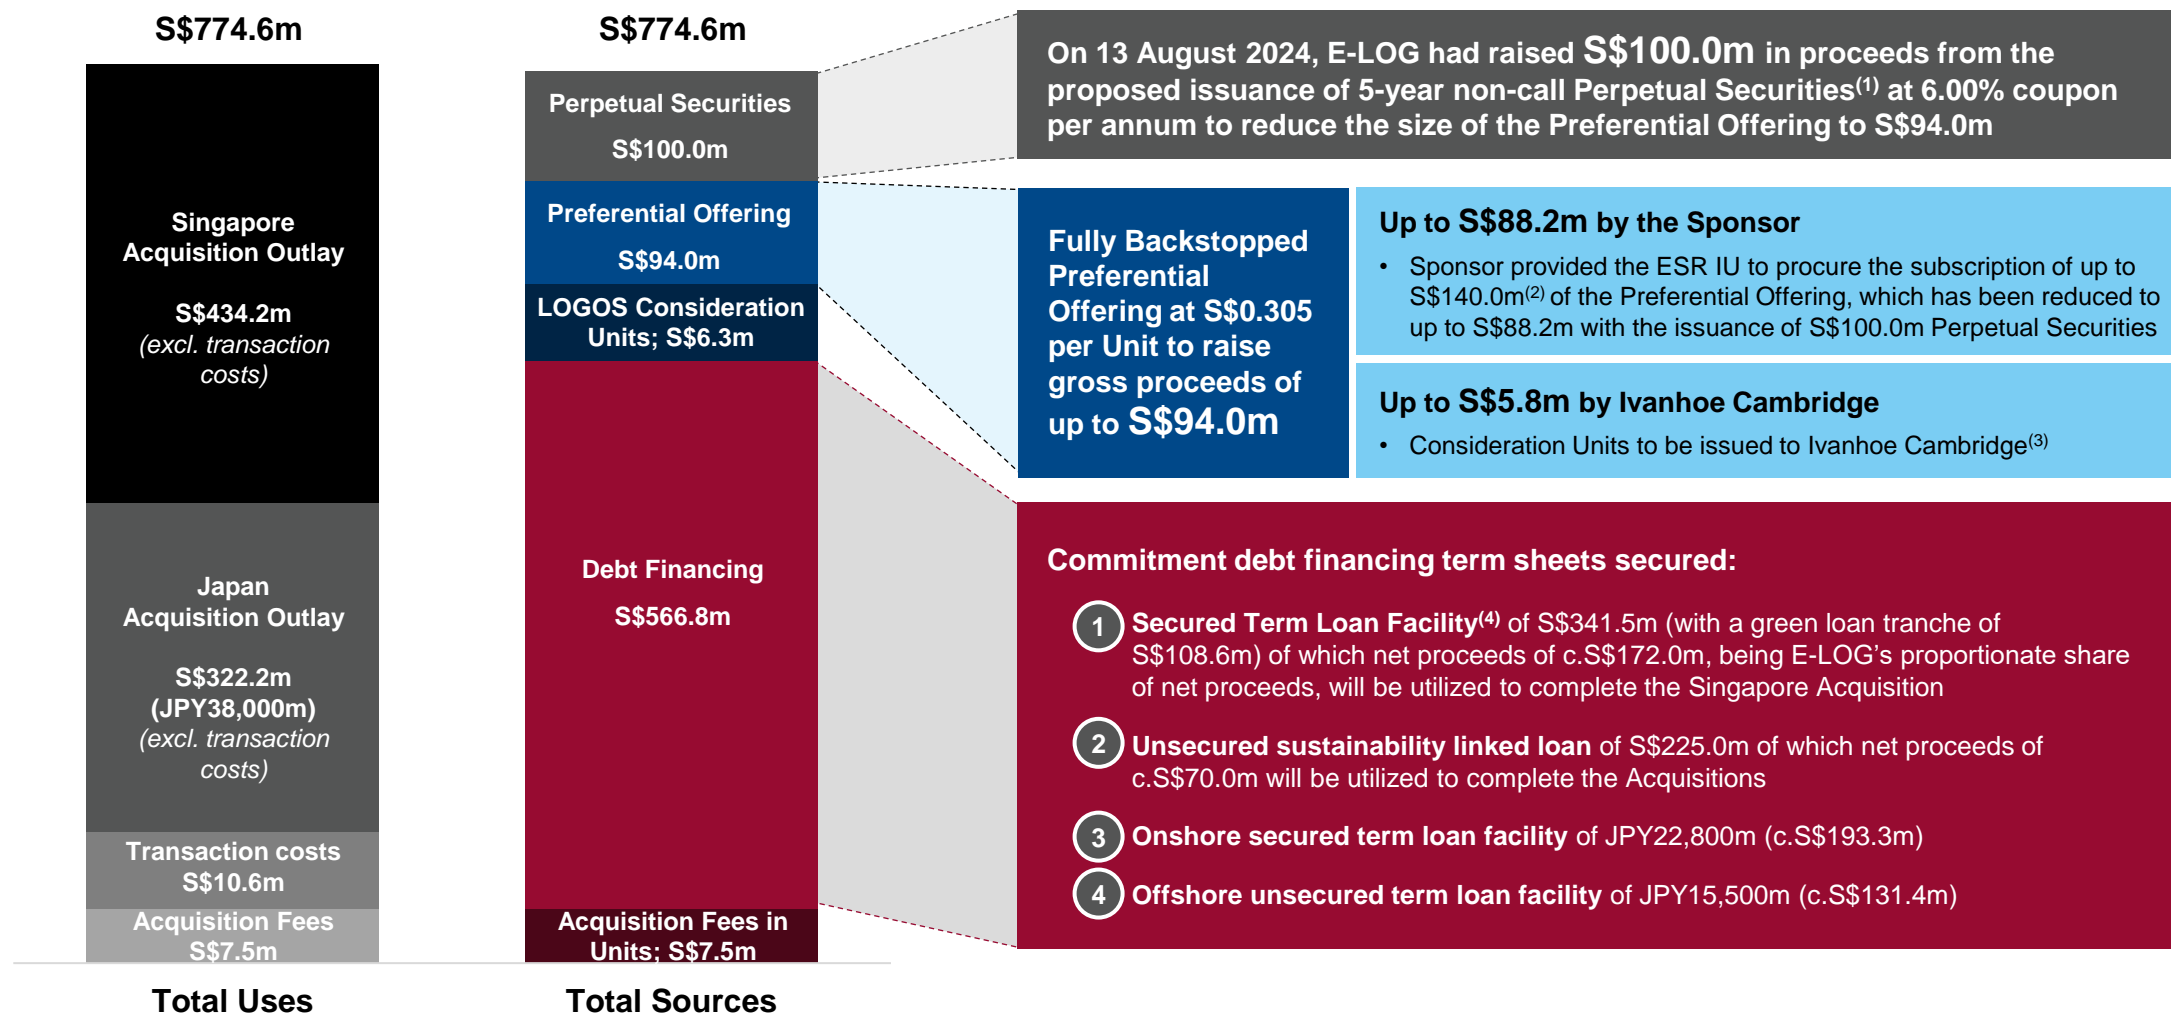 S$774.6m
Singapore
Acquisition Outlay
S$434.2m
(excl. transaction
costs)
Japan
Acquisition Outlay
S$322.2m
(JPY38,000m)
(excl. transaction
costs)
Transaction costs
S$10.6m
Acquisition Fees
S$7.5m
Total Uses
S$774.6m
Perpetual Securities
S$100.0m
Preferential Offering
S$94.0m
LOGOS Consideration
Units; S$6.3m
Debt Financing
S$566.8m
Acquisition Fees in
Units; S$7.5m
Total Sources
On 13 August 2024, E-LOG had raised S$100.0m in proceeds from the
proposed issuance of 5-year non-call Perpetual Securities(1) at 6.00% coupon
per annum to reduce the size of the Preferential Offering to S$94.0m
Fully Backstopped
Preferential
Offering at S$0.305
per Unit to raise
gross proceeds of
up to S$94.0m
Up to S$88.2m by the Sponsor
• Sponsor provided the ESR IU to procure the subscription of up to
S$140.0m(2) of the Preferential Offering, which has been reduced to
up to S$88.2m with the issuance of S$100.0m Perpetual Securities
Up to S$5.8m by Ivanhoe Cambridge
• Consideration Units to be issued to Ivanhoe Cambridge(3)
Commitment debt financing term sheets secured:
1 Secured Term Loan Facility(4) of S$341.5m (with a green loan tranche of
S$108.6m) of which net proceeds of c.S$172.0m, being E-LOG's proportionate share
of net proceeds, will be utilized to complete the Singapore Acquisition
2 Unsecured sustainability linked loan of S$225.0m of which net proceeds of
c.S$70.0m will be utilized to complete the Acquisitions
3 Onshore secured term loan facility of JPY22,800m (c.S$193.3m)
4 Offshore unsecured term loan facility of JPY15,500m (c.S$131.4m)